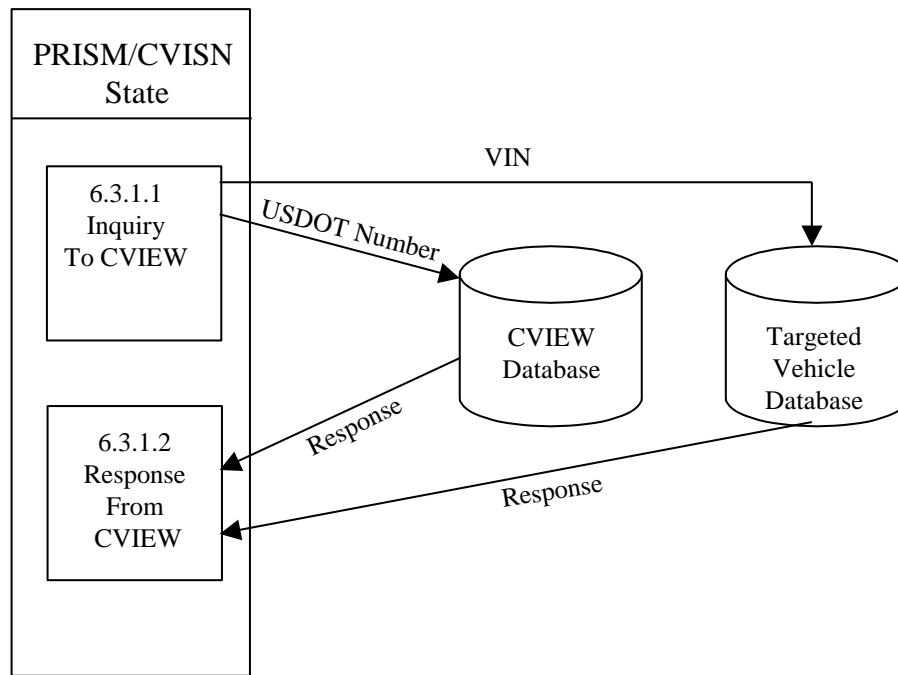 PRISM/CVISN
State
VIN
6.3.1.1
Inquiry
To CVIEW
USDOT Number
CVIEW
Database
Targeted
Vehicle
Database
Response
6.3.1.2
Response
From
CVIEW
Response